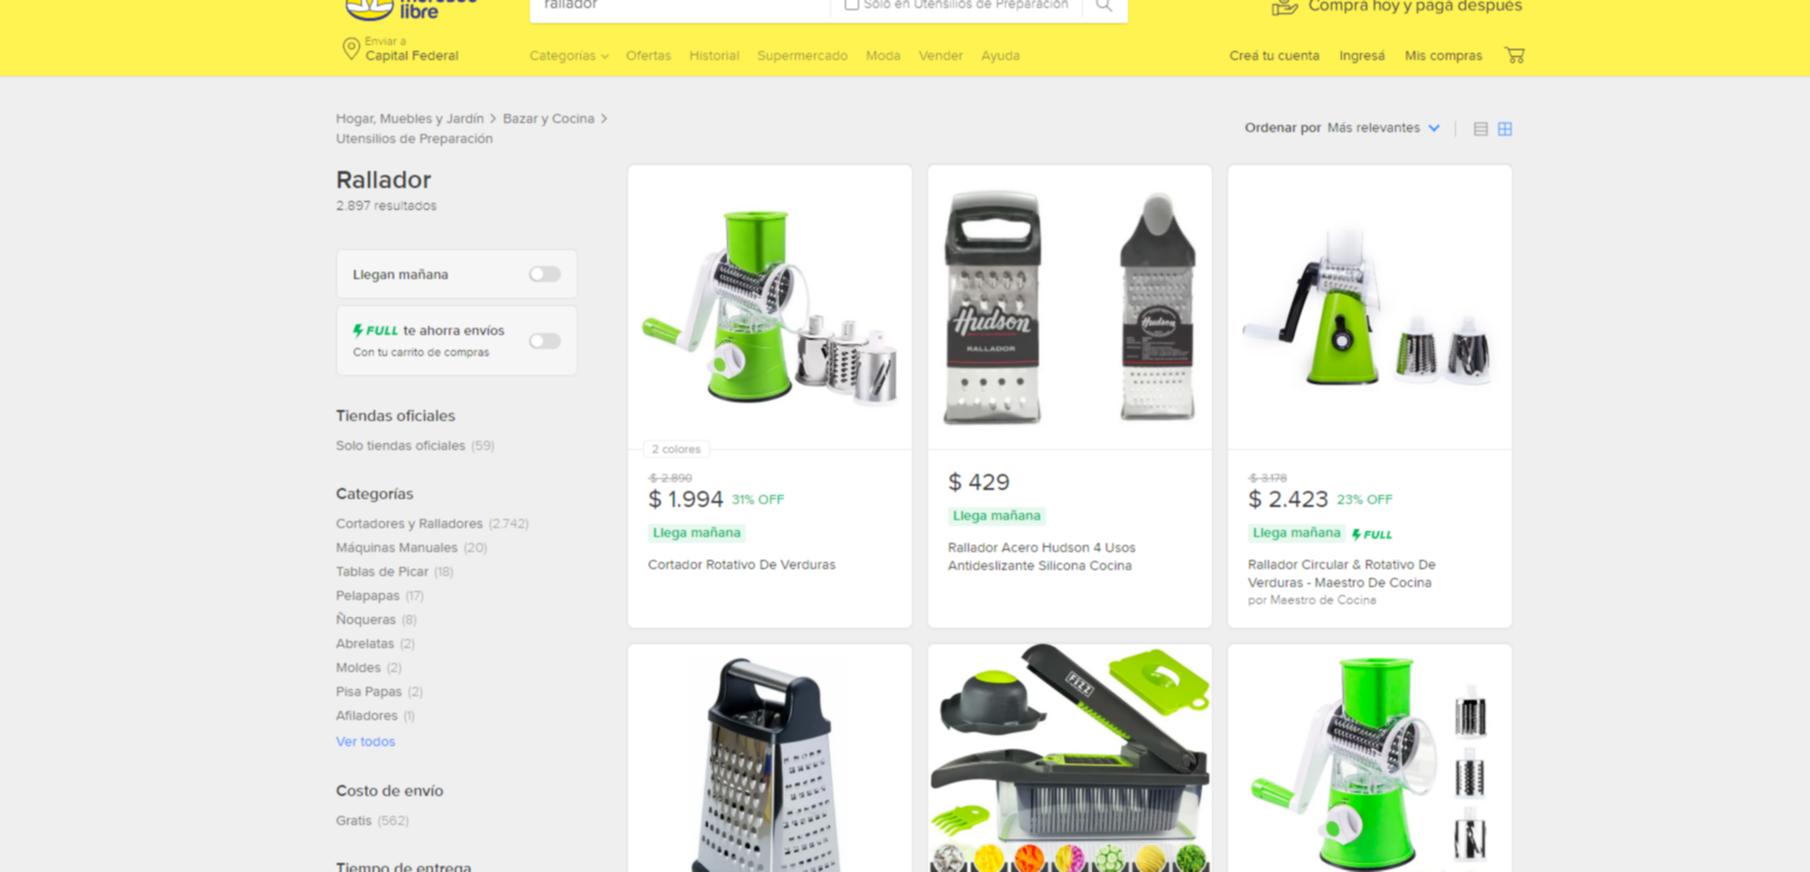 libre
rallador
Sólo en Utensilios de Preparación
Comprá hoy y pagá después
Enviar a
Capital Federal
Categorías
Ofertas
Historial
Supermercado
Moda
Vender
Ayuda
Creá tu cuenta
Ingresá
Mis compras
Hogar, Muebles y Jardín > Bazar y Cocina >
Utensilios de Preparación
Ordenar por Más relevantes
Rallador
2.897 resultados
Llegan mañana
FULL te ahorra envíos
Con tu carrito de compras
Tiendas oficiales
Solo tiendas oficiales (59)
Categorías
Cortadores y Ralladores (2.742)
Máquinas Manuales (20)
Tablas de Picar (18)
Pelapapas (17)
Ñoqueras (8)
Abrelatas (2)
Moldes (2)
Pisa Papas (2)
Afiladores (1)
Ver todos
Costo de envío
Gratis (562)
Tiempo de entrega
2 colores
$ 2.890
$ 1.994 31% OFF
Llega mañana
Cortador Rotativo De Verduras
Hudson
RALLADOR
Hudson
$ 429
Llega mañana
Rallador Acero Hudson 4 Usos
Antideslizante Silicona Cocina
$ 3.178
$ 2.423 23% OFF
Llega mañana FULL
Rallador Circular & Rotativo De
Verduras - Maestro De Cocina
por Maestro de Cocina
FIZZ